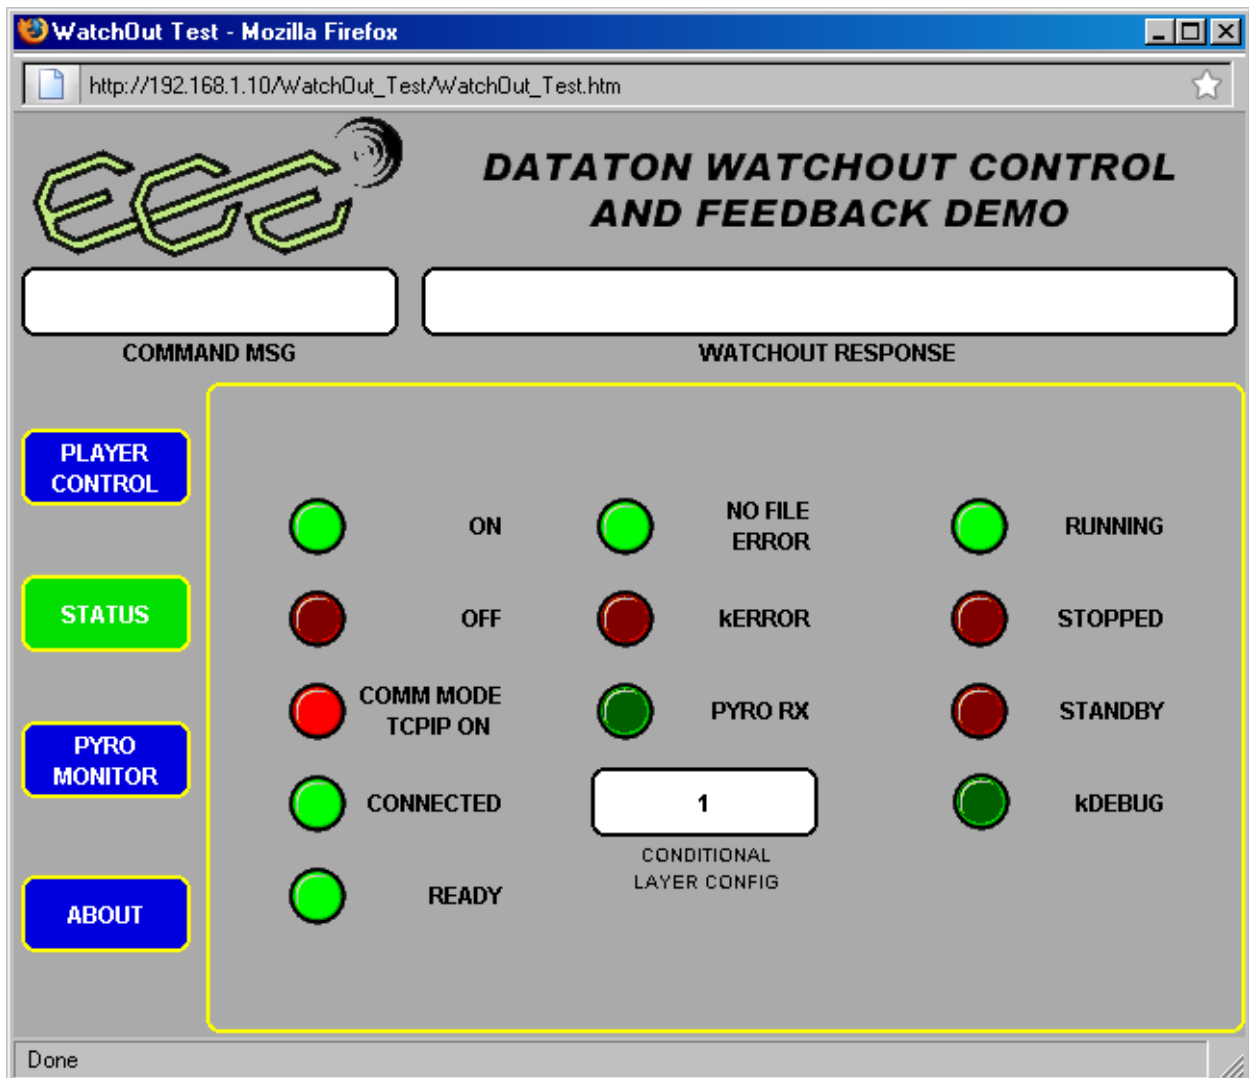 WatchOut Test - Mozilla Firefox
http://192.168.1.10/WatchOut_Test/WatchOut_Test.htm
ECS
DATATON WATCHOUT CONTROL
AND FEEDBACK DEMO
COMMAND MSG
WATCHOUT RESPONSE
PLAYER
CONTROL
STATUS
PYRO
MONITOR
ABOUT
ON
OFF
COMM MODE
TCPIP ON
CONNECTED
READY
NO FILE
ERROR
kERROR
PYRO RX
1
CONDITIONAL
LAYER CONFIG
RUNNING
STOPPED
STANDBY
kDEBUG
Done